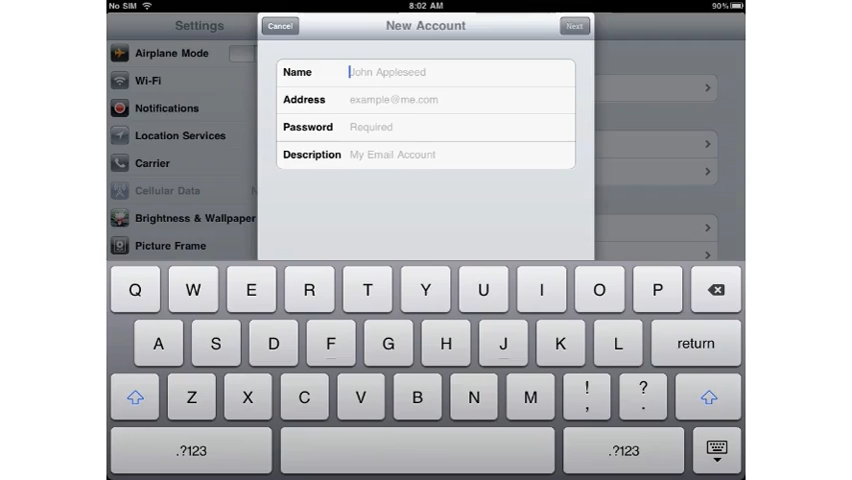 No SIM 8:02 AM 90%
Settings
Cancel New Account Next
Airplane Mode
Wi-Fi
Notifications
Location Services
Carrier
Cellular Data N
Brightness & Wallpaper
Picture Frame
Name John Appleseed
Address example@me.com
Password Required
Description My Email Account
Q W E R T Y U I O P
A S D F G H J K L return
Z X C V B N M ! , ? .
.?123 .?123